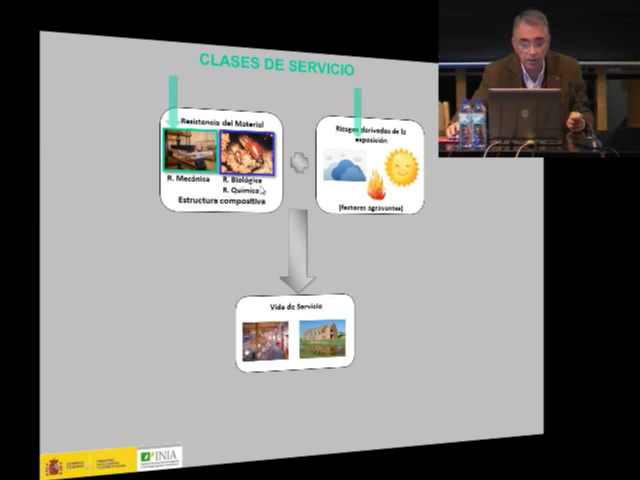 CLASES DE SERVICIO
Resistencia del Material
R. Mecánica
R. Biológica
R. Química
Estructura compositiva
Riesgos derivados de la
exposición
(factores agravantes)
Vida de Servicio
INIA